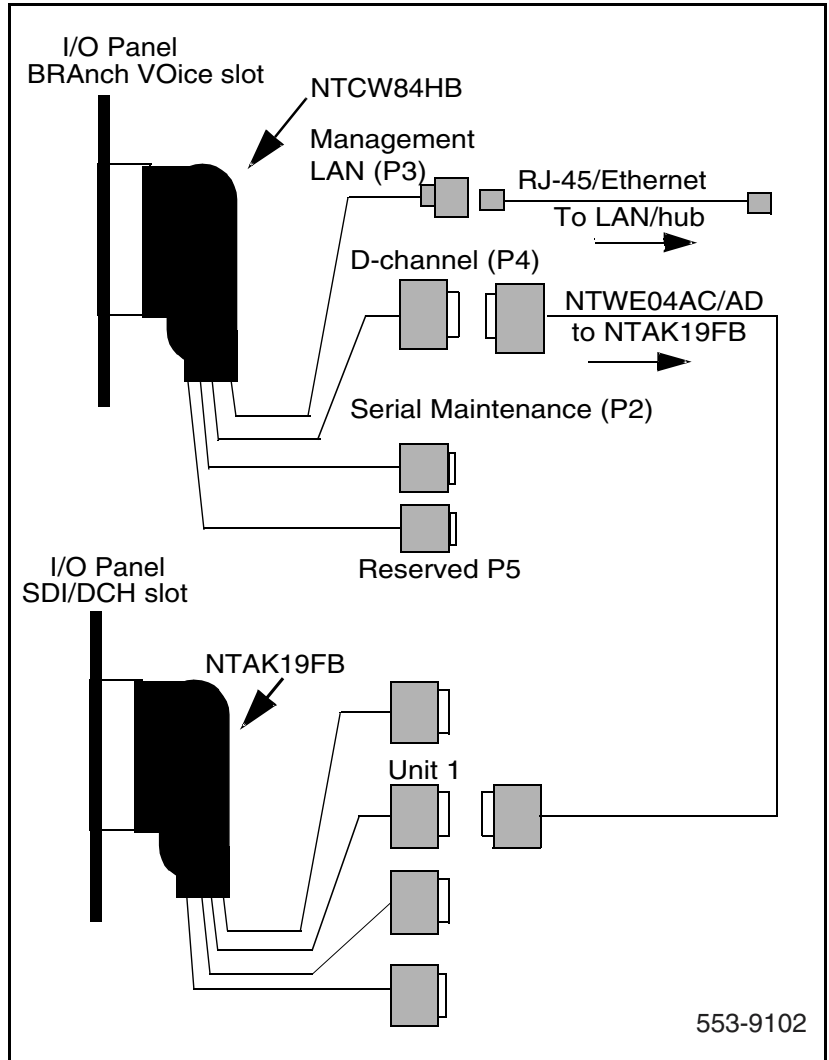 I/O Panel
BRAnch VOice slot
NTCW84HB
Management
LAN (P3)
RJ-45/Ethernet
To LAN/hub
D-channel (P4)
NTWE04AC/AD
to NTAK19FB
Serial Maintenance (P2)
Reserved P5
I/O Panel
SDI/DCH slot
NTAK19FB
Unit 1
553-9102